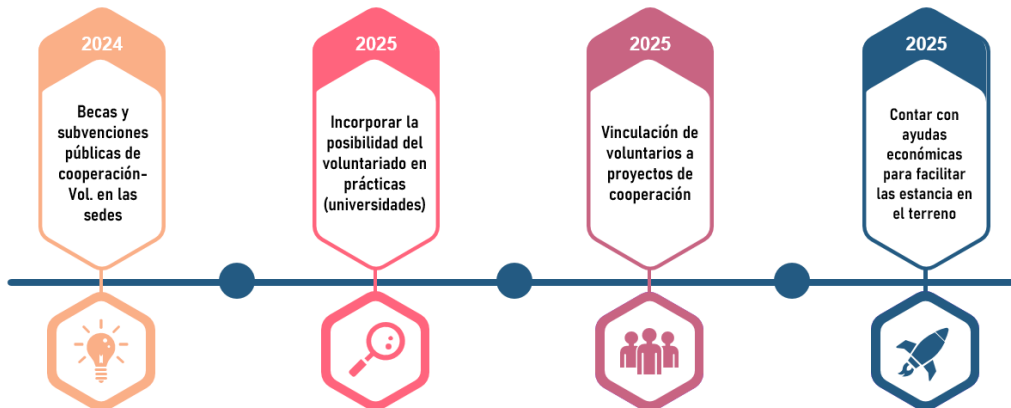 2024
Becas y
subvenciones
públicas de
cooperación-
Vol. en las
sedes
2025
Incorporar la
posibilidad del
voluntariado en
prácticas
(universidades)
2025
Vinculación de
voluntarios a
proyectos de
cooperación
2025
Contar con
ayudas
económicas
para facilitar
las estancia en
el terreno